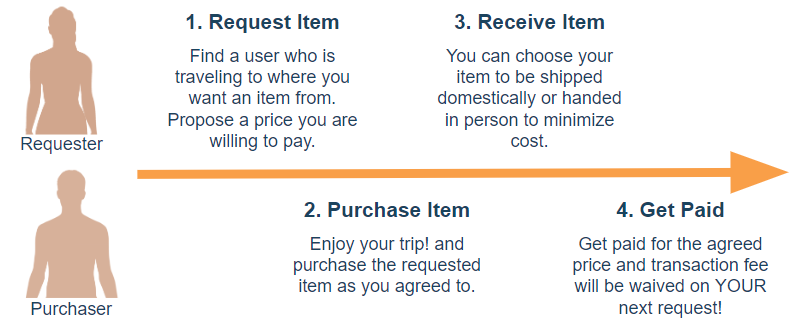 1. Request Item
Find a user who is
traveling to where you
want an item from.
Propose a price you are
willing to pay.
3. Receive Item
You can choose your
item to be shipped
domestically or handed
in person to minimize
cost.
Requester
2. Purchase Item
Enjoy your trip! and
purchase the requested
item as you agreed to.
4. Get Paid
Get paid for the agreed
price and transaction fee
will be waived on YOUR
next request!
Purchaser